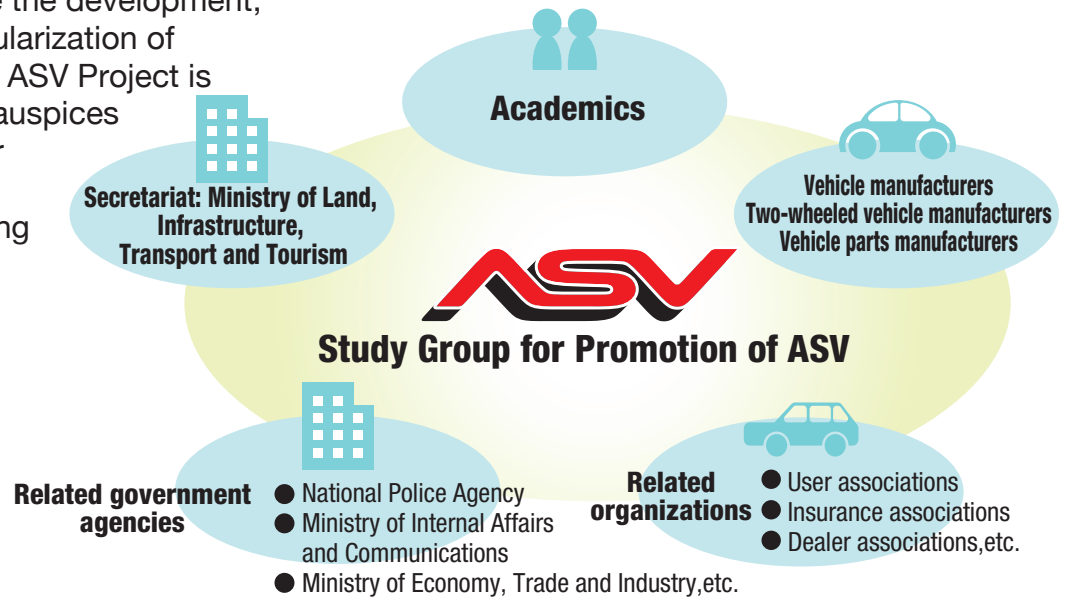 the development,
ularization of
ASV Project is
auspices
Academics
Secretariat: Ministry of Land,
Infrastructure,
Transport and Tourism
Vehicle manufacturers
Two-wheeled vehicle manufacturers
Vehicle parts manufacturers
ASV
Study Group for Promotion of ASV
Related government
agencies
● National Police Agency
● Ministry of Internal Affairs
and Communications
● Ministry of Economy, Trade and Industry,etc.
Related
organizations
● User associations
● Insurance associations
● Dealer associations,etc.